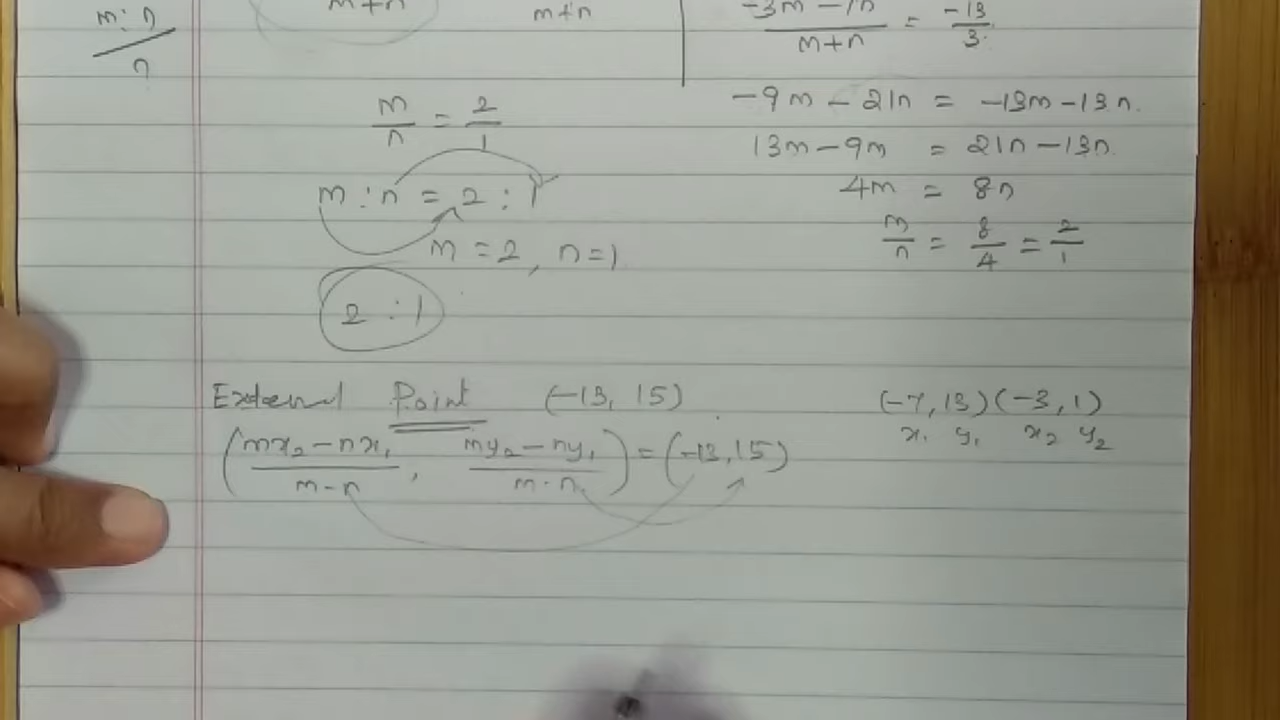 m : n
n
m+n
m+n
-3m - 7n / m+n = -13 / 3
m/n = 2/1
m : n = 2 : 1
m = 2 , n = 1
2 : 1
-9m - 21n = -13m - 13n
13m - 9m = 21n - 13n
4m = 8n
m/n = 8/4 = 2/1
External Point (-13, 15)
(mx₂ - nx₁ / m - n , my₂ - ny₁ / m - n) = (-13, 15)
(-7, 13) (-3, 1)
x₁ y₁ x₂ y₂